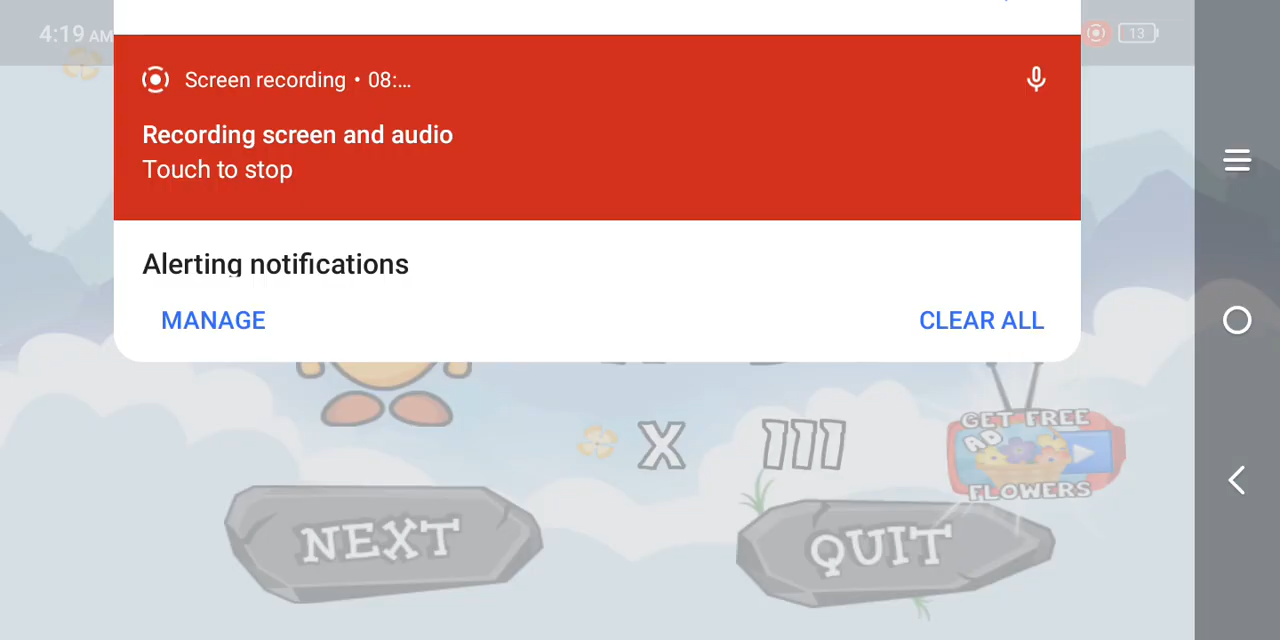 4:19 AM
13
Screen recording • 08:...
Recording screen and audio
Touch to stop
Alerting notifications
MANAGE
CLEAR ALL
X 111
GET FREE
AD
FLOWERS
NEXT
QUIT